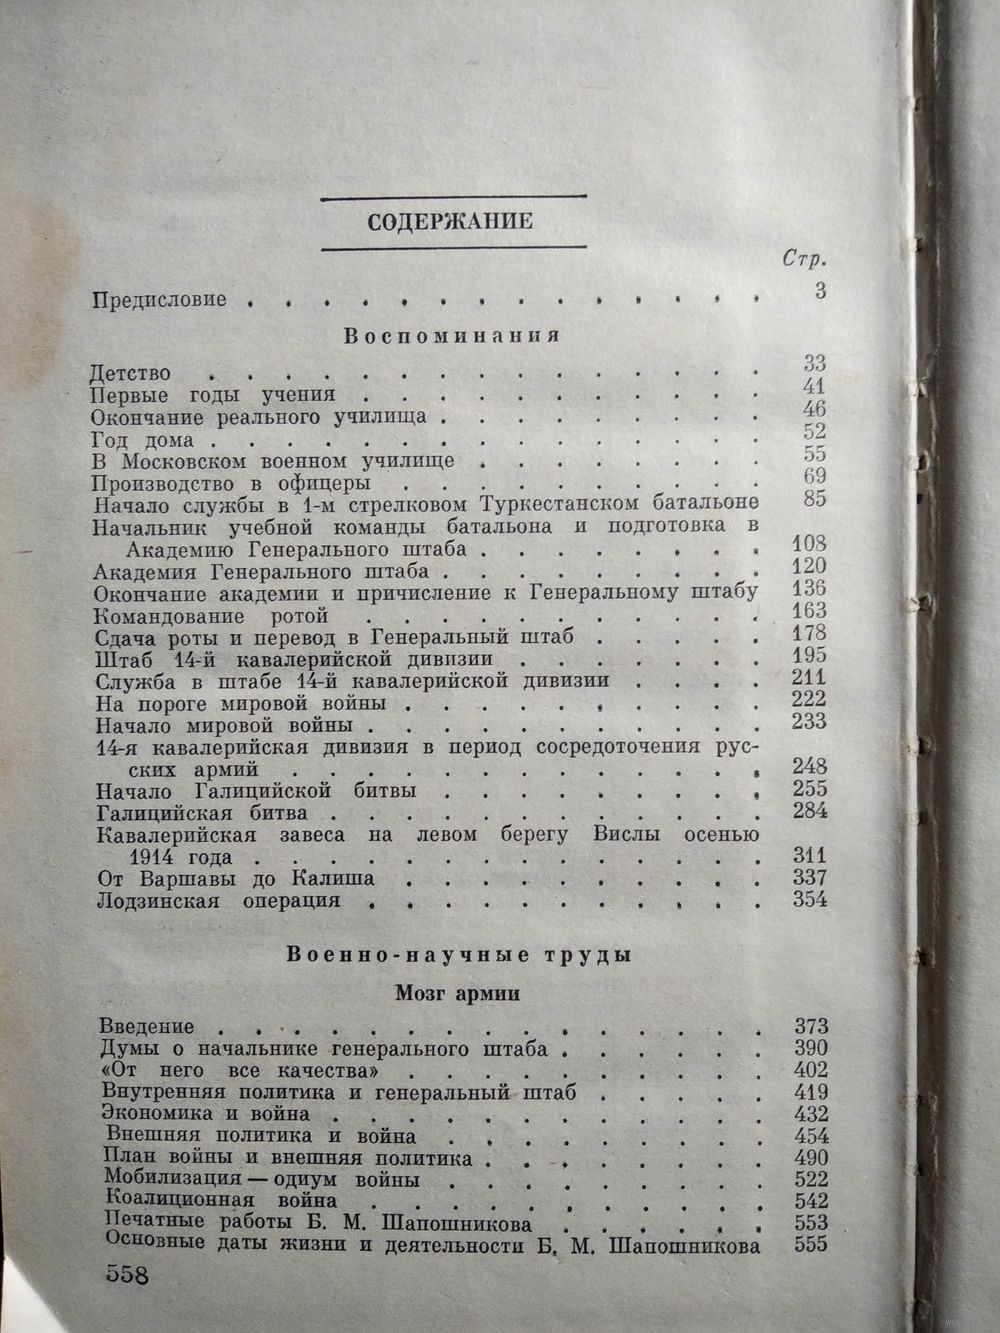 СОДЕРЖАНИЕ
Стр.
Предисловие . . . . . . . . . . . . . . 3
Воспоминания
Детство . . . . . . . . . . . . . . . 33
Первые годы учения . . . . . . . . . . . 41
Окончание реального училища . . . . . . . . . 46
Год дома . . . . . . . . . . . . . . . 52
В Московском военном училище . . . . . . . . 55
Производство в офицеры . . . . . . . . . . 69
Начало службы в 1-м стрелковом Туркестанском батальоне 85
Начальник учебной команды батальона и подготовка в
Академию Генерального штаба . . . . . . . . 108
Академия Генерального штаба . . . . . . . . . 120
Окончание академии и причисление к Генеральному штабу 136
Командование ротой . . . . . . . . . . . 163
Сдача роты и перевод в Генеральный штаб . . . . . 178
Штаб 14-й кавалерийской дивизии . . . . . . . 195
Служба в штабе 14-й кавалерийской дивизии . . . . 211
На пороге мировой войны . . . . . . . . . . 222
Начало мировой войны . . . . . . . . . . . 233
14-я кавалерийская дивизия в период сосредоточения рус-
ских армий . . . . . . . . . . . . . 248
Начало Галицийской битвы . . . . . . . . . 255
Галицийская битва . . . . . . . . . . . . 284
Кавалерийская завеса на левом берегу Вислы осенью
1914 года . . . . . . . . . . . . . . 311
От Варшавы до Калиша . . . . . . . . . . 337
Лодзинская операция . . . . . . . . . . . 354
Военно-научные труды
Мозг армии
Введение . . . . . . . . . . . . . . . 373
Думы о начальнике генерального штаба . . . . . . 390
«От него все качества» . . . . . . . . . . 402
Внутренняя политика и генеральный штаб . . . . . 419
Экономика и война . . . . . . . . . . . . 432
Внешняя политика и война . . . . . . . . . 454
План войны и внешняя политика . . . . . . . . 490
Мобилизация — одиум войны . . . . . . . . . 522
Коалиционная война . . . . . . . . . . . 542
Печатные работы Б. М. Шапошникова . . . . . . 553
Основные даты жизни и деятельности Б. М. Шапошникова 555
558